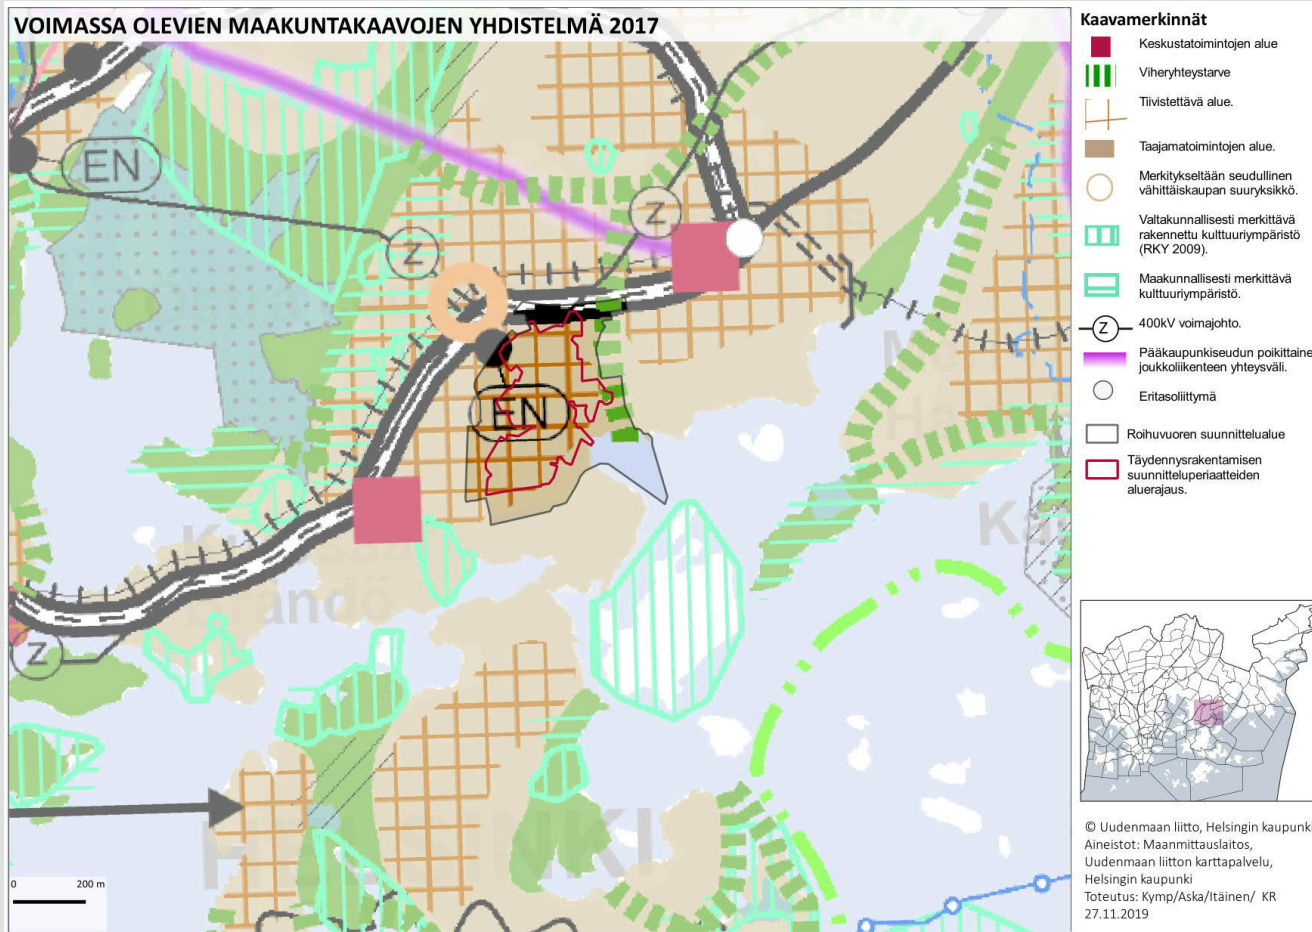 VOIMASSA OLEVIEN MAAKUNTAKAAVOJEN YHDISTELMÄ 2017
Kaavamerkinnät
Keskustatoimintojen alue
Viheryhteystarve
Tiivistettävä alue.
Taajamatoimintojen alue.
Merkitykseltään seudullinen
vähittäiskaupan suuryksikkö.
Valtakunnallisesti merkittävä
rakennettu kulttuuriympäristö
(RKY 2009).
Maakunnallisesti merkittävä
kulttuuriympäristö.
Z
400kV voimajohto.
Pääkaupunkiseudun poikittaine
joukkoliikenteen yhteysväli.
Eritasoliittymä
Roihuvuoren suunnittelualue
Täydennysrakentamisen
suunnitteluperiaatteiden
aluerajaus.
EN
Z
Z
EN
Z
Brändö
HELSINKI
0 200 m
© Uudenmaan liitto, Helsingin kaupunki
Aineistot: Maanmittauslaitos,
Uudenmaan liitton karttapalvelu,
Helsingin kaupunki
Toteutus: Kymp/Aska/Itäinen/ KR
27.11.2019